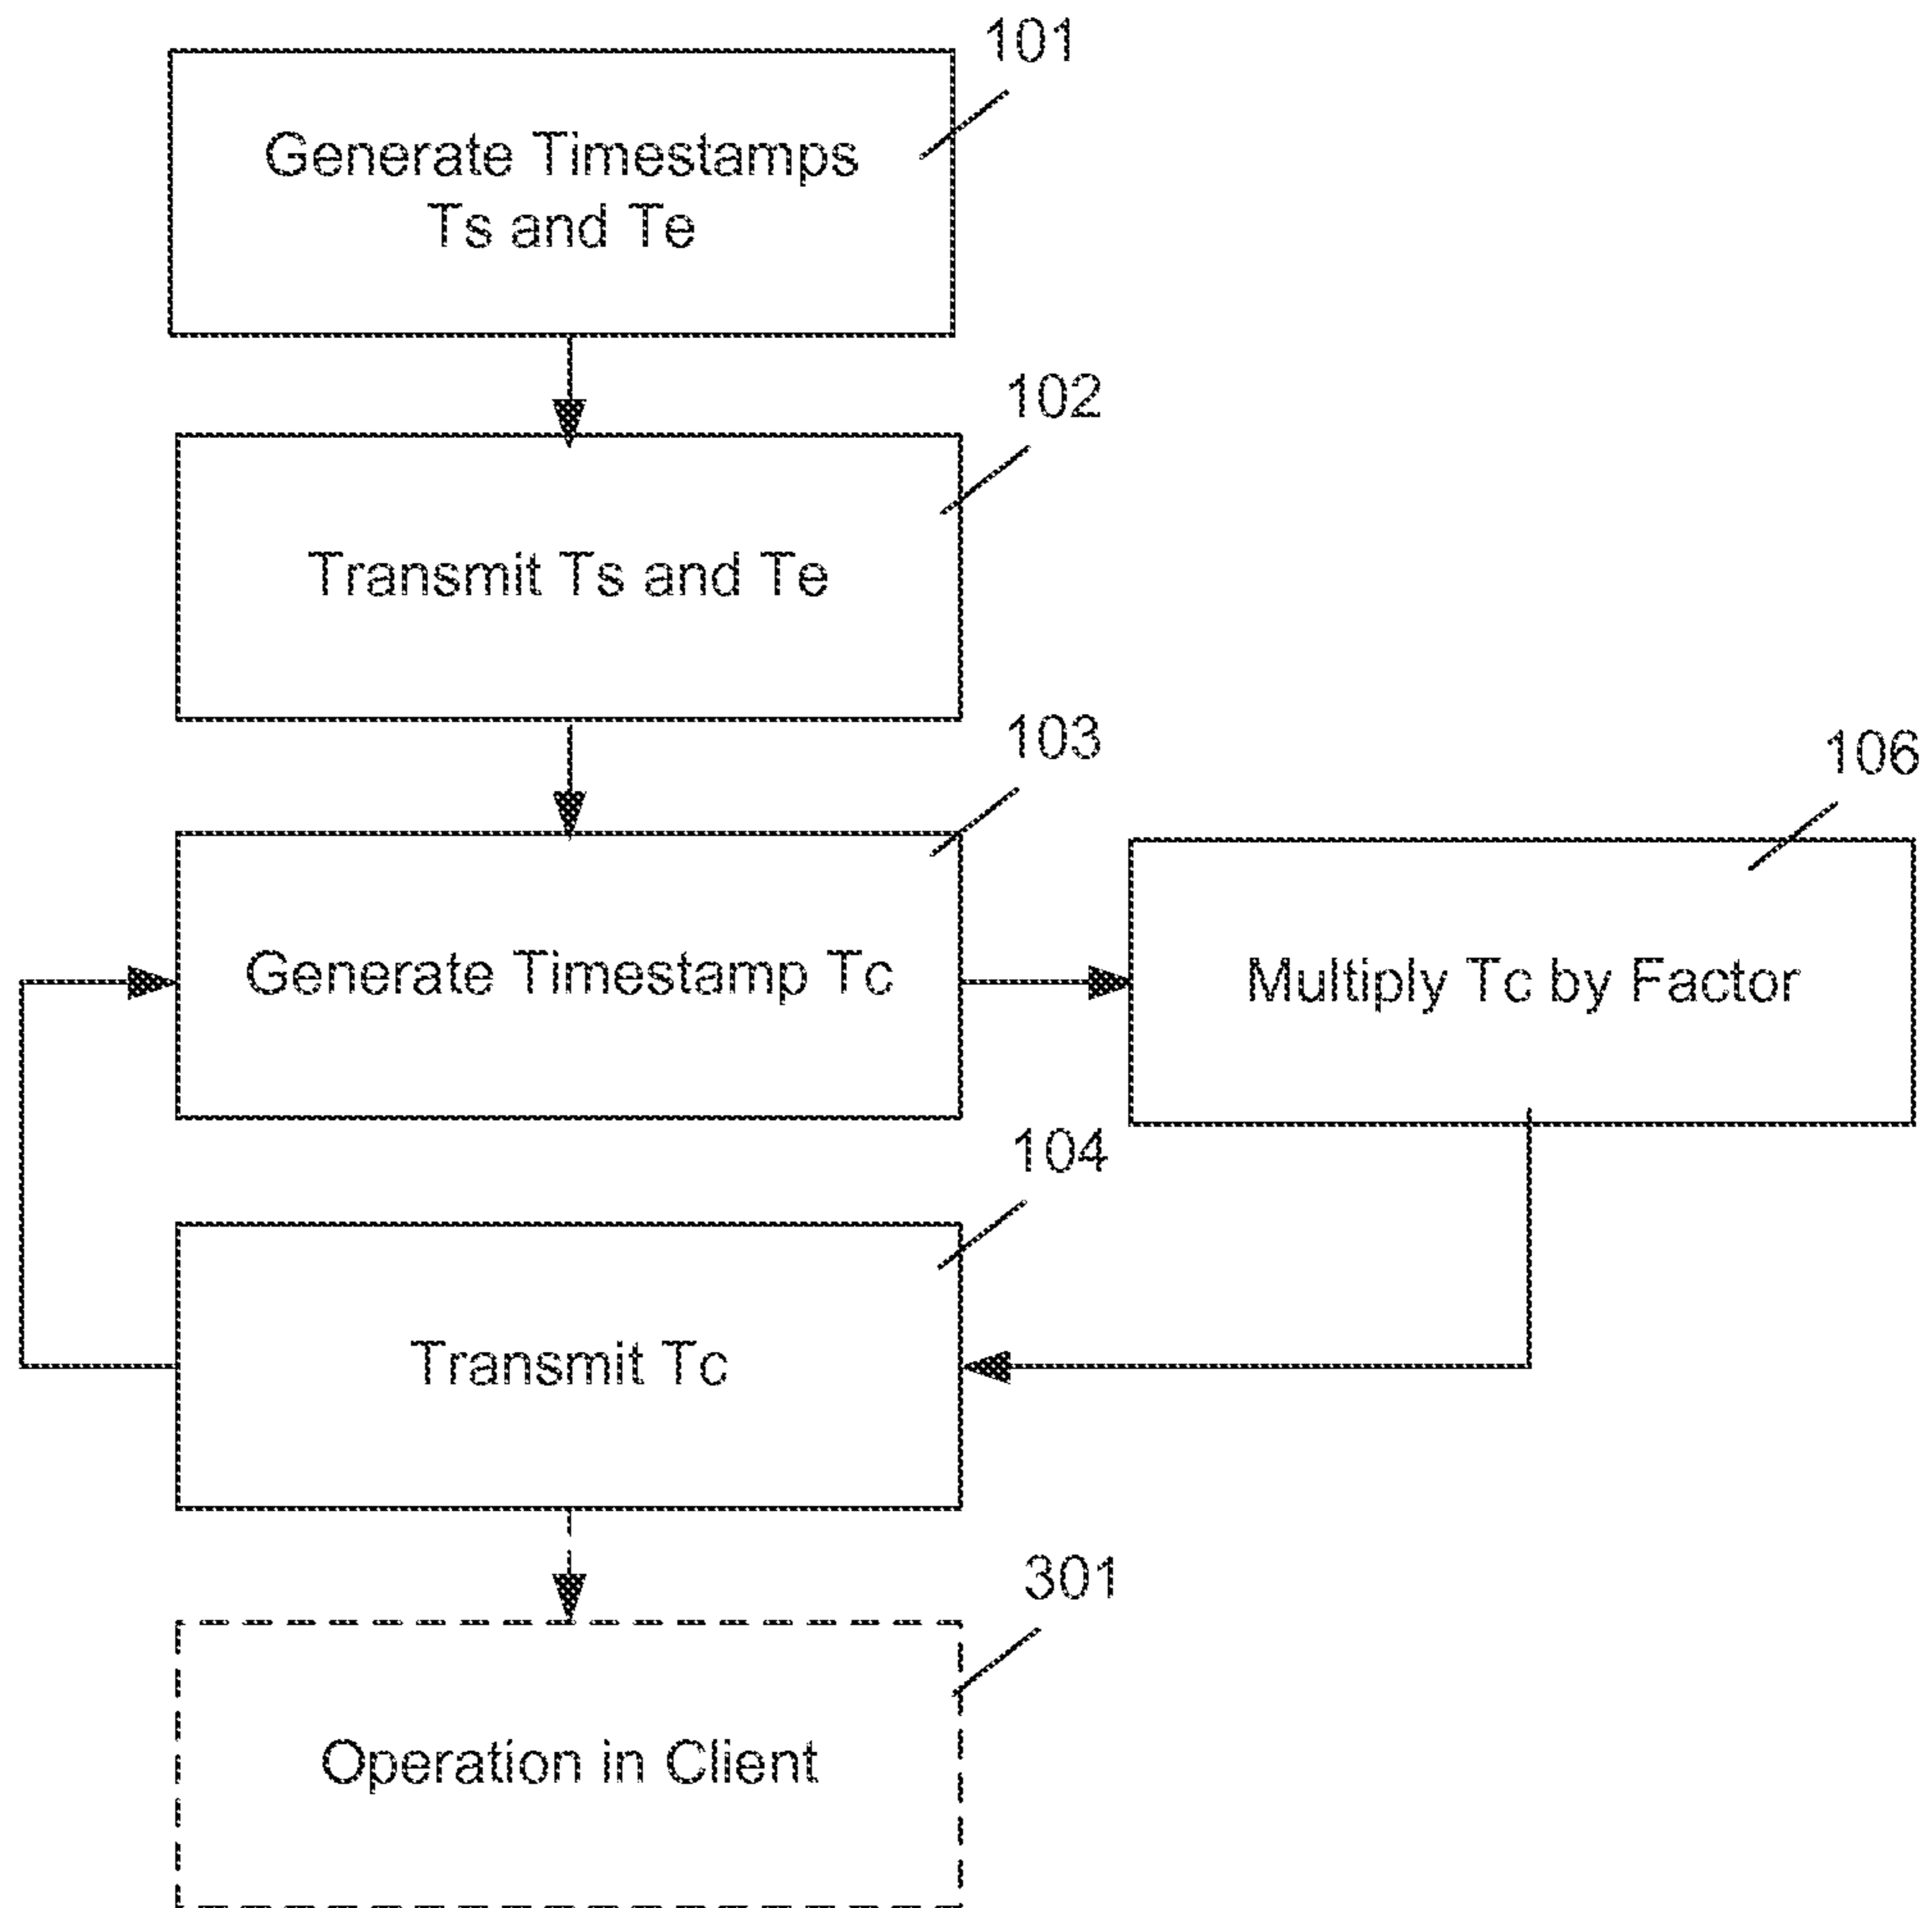 101
Generate Timestamps
Ts and Te
102
Transmit Ts and Te
103
Generate Timestamp Tc
106
Multiply Tc by Factor
104
Transmit Tc
301
Operation in Client